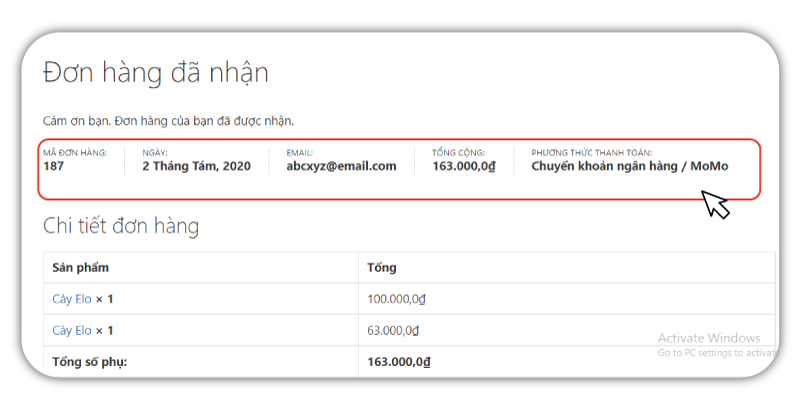 Đơn hàng đã nhận
Cảm ơn bạn. Đơn hàng của bạn đã được nhận.
MÃ ĐƠN HÀNG: NGÀY: EMAIL: TỔNG CỘNG: PHƯƠNG THỨC THANH TOÁN:
187 2 Tháng Tám, 2020 abcxyz@email.com 163.000,0₫ Chuyển khoản ngân hàng / MoMo
Chi tiết đơn hàng
Sản phẩm Tổng
Cày Elo × 1 100.000,0₫
Cày Elo × 1 63.000,0₫
Activate Windows
Go to PC settings to activat
Tổng số phụ: 163.000,0₫